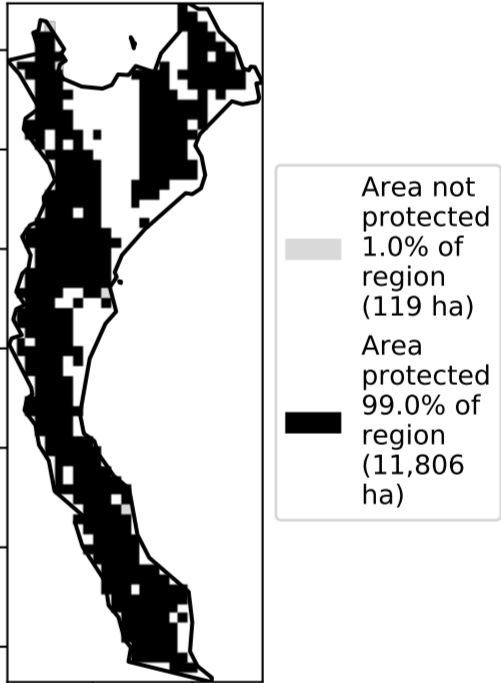 Area not
protected
1.0% of
region
(119 ha)
Area
protected
99.0% of
region
(11,806
ha)